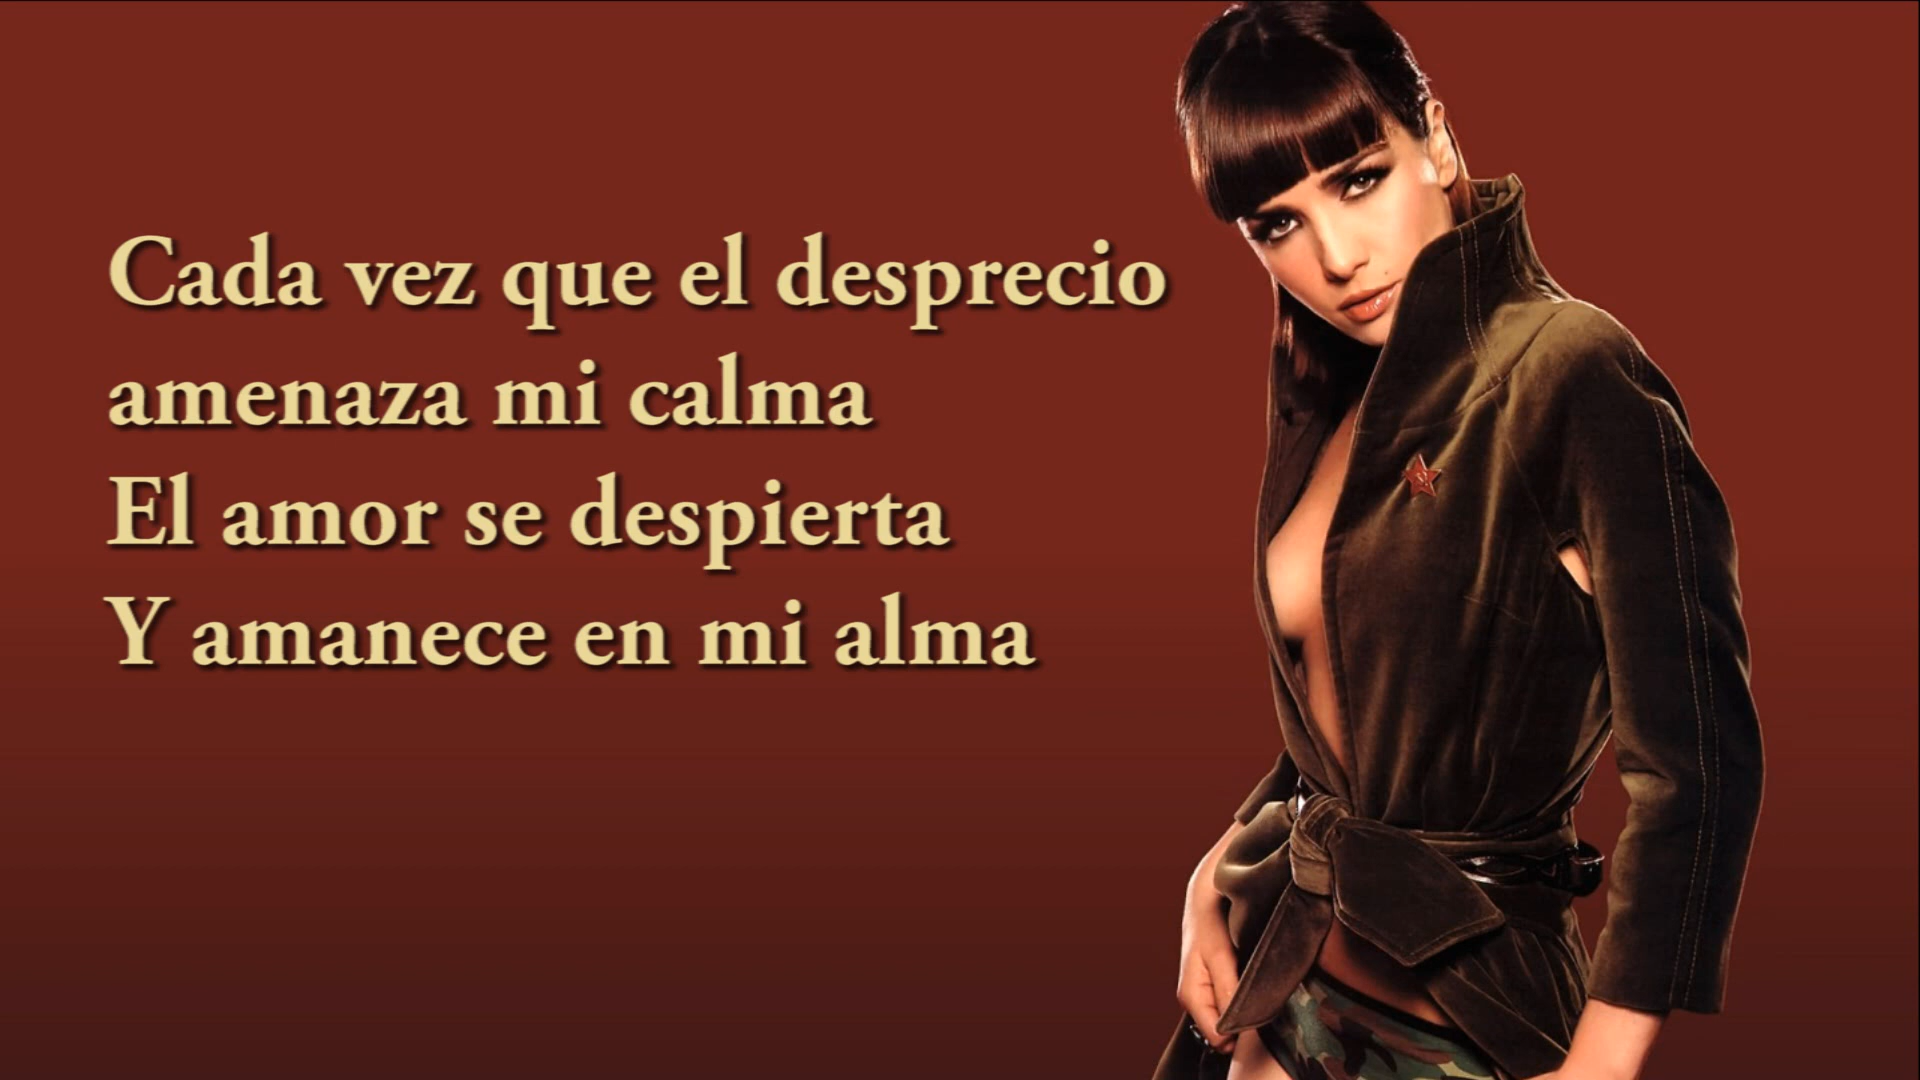 Cada vez que el desprecio
amenaza mi calma
El amor se despierta
Y amanece en mi alma